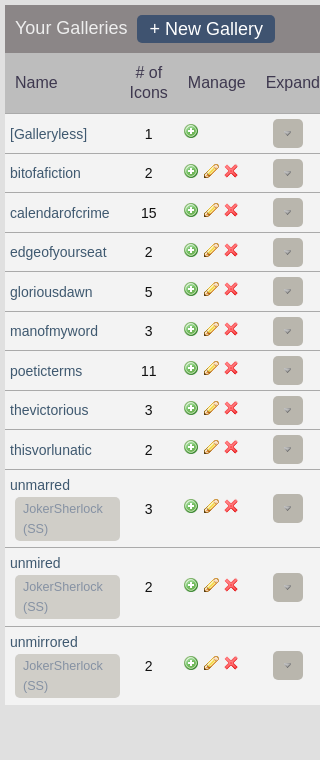 Your Galleries + New Gallery
Name # of Icons Manage Expand
[Galleryless] 1
bitofafiction 2
calendarofcrime 15
edgeofyourseat 2
gloriousdawn 5
manofmyword 3
poeticterms 11
thevictorious 3
thisvorlunatic 2
unmarred 3
JokerSherlock
(SS)
unmired 2
JokerSherlock
(SS)
unmirrored 2
JokerSherlock
(SS)